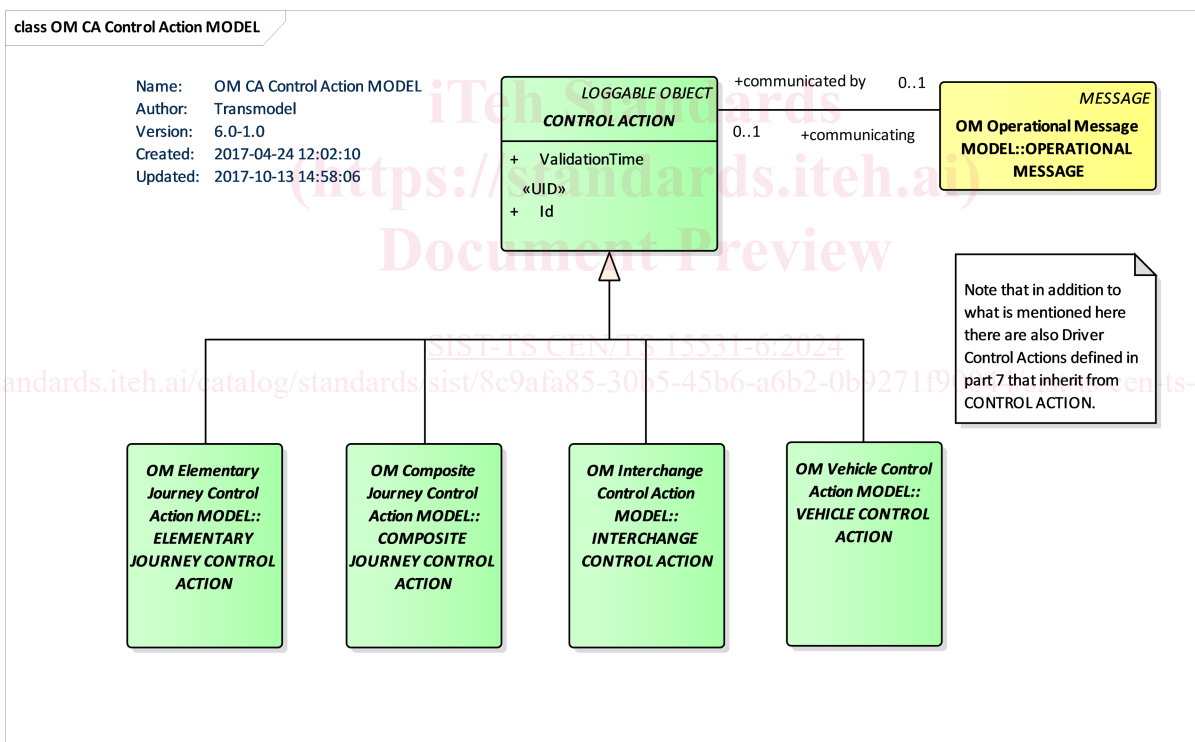 class OM CA Control Action MODEL
Name: OM CA Control Action MODEL
Author: Transmodel
Version: 6.0-1.0
Created: 2017-04-24 12:02:10
Updated: 2017-10-13 14:58:06
LOGGABLE OBJECT
CONTROL ACTION
+ ValidationTime
«UID»
+ Id
+communicated by 0..1
0..1 +communicating
MESSAGE
OM Operational Message
MODEL::OPERATIONAL
MESSAGE
iTeh Standards
(https://standards.iteh.ai)
Document Preview
Note that in addition to
what is mentioned here
there are also Driver
Control Actions defined in
part 7 that inherit from
CONTROL ACTION.
SIST-TS CEN/TS 15531-6:2024
OM Elementary
Journey Control
Action MODEL::
ELEMENTARY
JOURNEY CONTROL
ACTION
OM Composite
Journey Control
Action MODEL::
COMPOSITE
JOURNEY CONTROL
ACTION
OM Interchange
Control Action
MODEL::
INTERCHANGE
CONTROL ACTION
OM Vehicle Control
Action MODEL::
VEHICLE CONTROL
ACTION